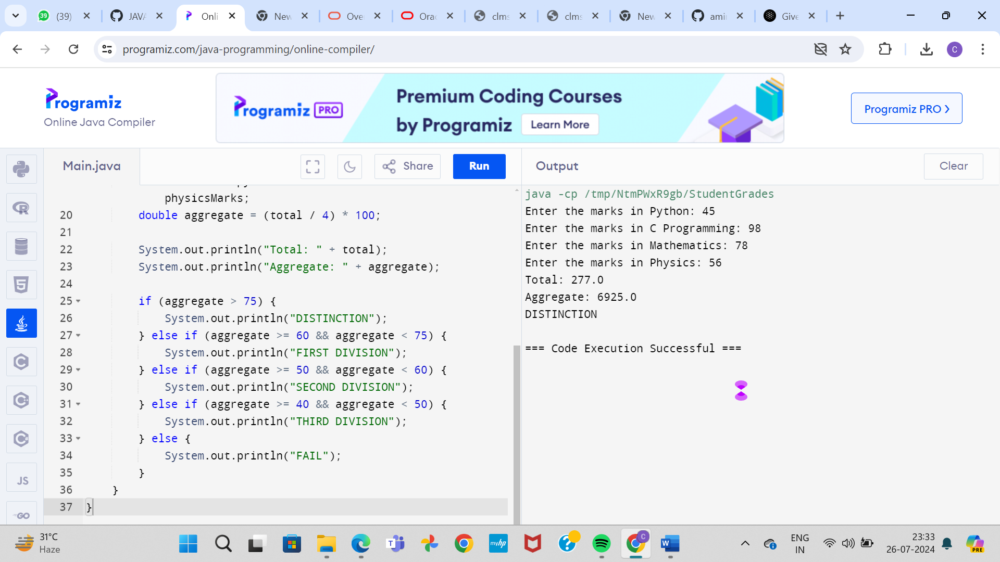 39
(39)
JAVA
Onli
New
Ove
Orac
clms
clms
New
amii
Give
programiz.com/java-programming/online-compiler/
C
Programiz
Online Java Compiler
Programiz PRO
Premium Coding Courses
by Programiz
Learn More
Programiz PRO
Main.java
Share
Run
Output
Clear
physicsMarks;
20 double aggregate = (total / 4) * 100;
21
22 System.out.println("Total: " + total);
23 System.out.println("Aggregate: " + aggregate);
24
25 if (aggregate > 75) {
26 System.out.println("DISTINCTION");
27 } else if (aggregate >= 60 && aggregate < 75) {
28 System.out.println("FIRST DIVISION");
29 } else if (aggregate >= 50 && aggregate < 60) {
30 System.out.println("SECOND DIVISION");
31 } else if (aggregate >= 40 && aggregate < 50) {
32 System.out.println("THIRD DIVISION");
33 } else {
34 System.out.println("FAIL");
35 }
36 }
37 }
java -cp /tmp/NtmPWxR9gb/StudentGrades
Enter the marks in Python: 45
Enter the marks in C Programming: 98
Enter the marks in Mathematics: 78
Enter the marks in Physics: 56
Total: 277.0
Aggregate: 6925.0
DISTINCTION
=== Code Execution Successful ===
R
5
C
C++
C#
JS
GO
31°C
Haze
T
myhp
?
C
W
ENG
IN
23:33
26-07-2024
PRE